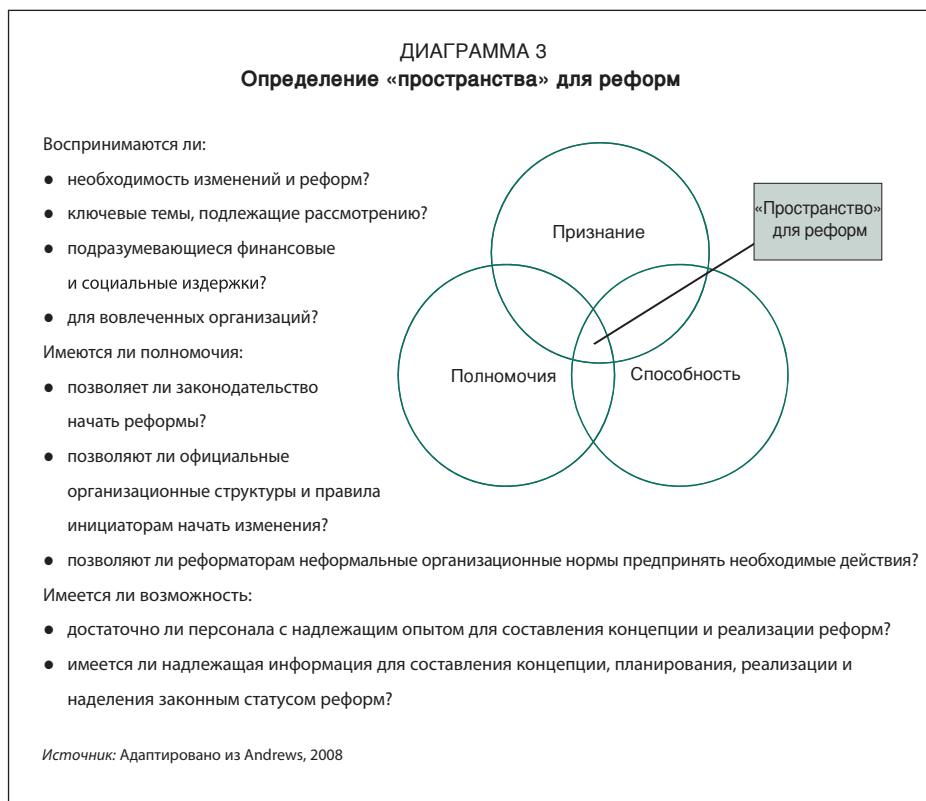 ДИАГРАММА 3
Определение «пространства» для реформ
Воспринимаются ли:
● необходимость изменений и реформ?
● ключевые темы, подлежащие рассмотрению?
● подразумевающиеся финансовые
и социальные издержки?
● для вовлеченных организаций?
Имеются ли полномочия:
● позволяет ли законодательство
начать реформы?
● позволяют ли официальные
организационные структуры и правила
инициаторам начать изменения?
● позволяют ли реформаторам неформальные организационные нормы предпринять необходимые действия?
Имеется ли возможность:
● достаточно ли персонала с надлежащим опытом для составления концепции и реализации реформ?
● имеется ли надлежащая информация для составления концепции, планирования, реализации и
наделения законным статусом реформ?
Признание
Полномочия
Способность
«Пространство»
для реформ
Источник: Адаптировано из Andrews, 2008